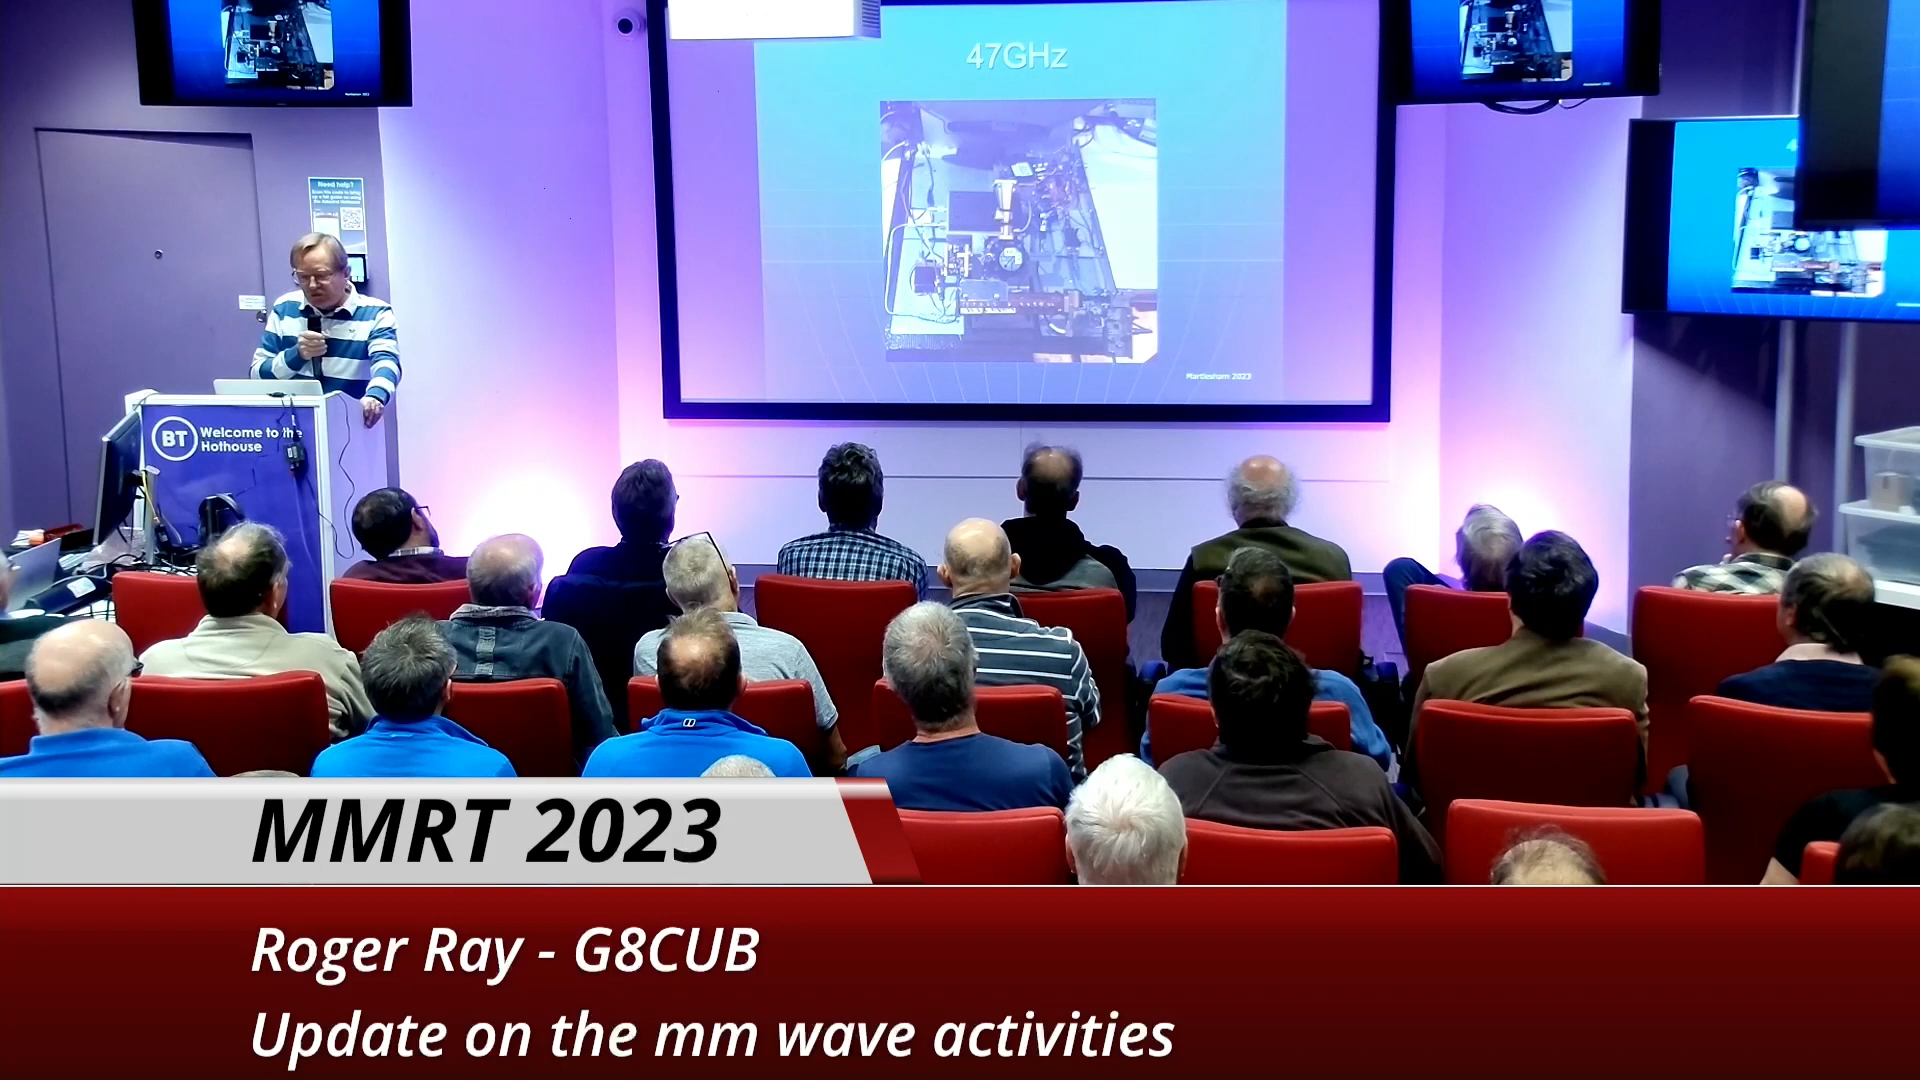 47GHz
Martlesham 2023
Need help?
BT
Welcome to the
Hothouse
MMRT 2023
Roger Ray - G8CUB
Update on the mm wave activities